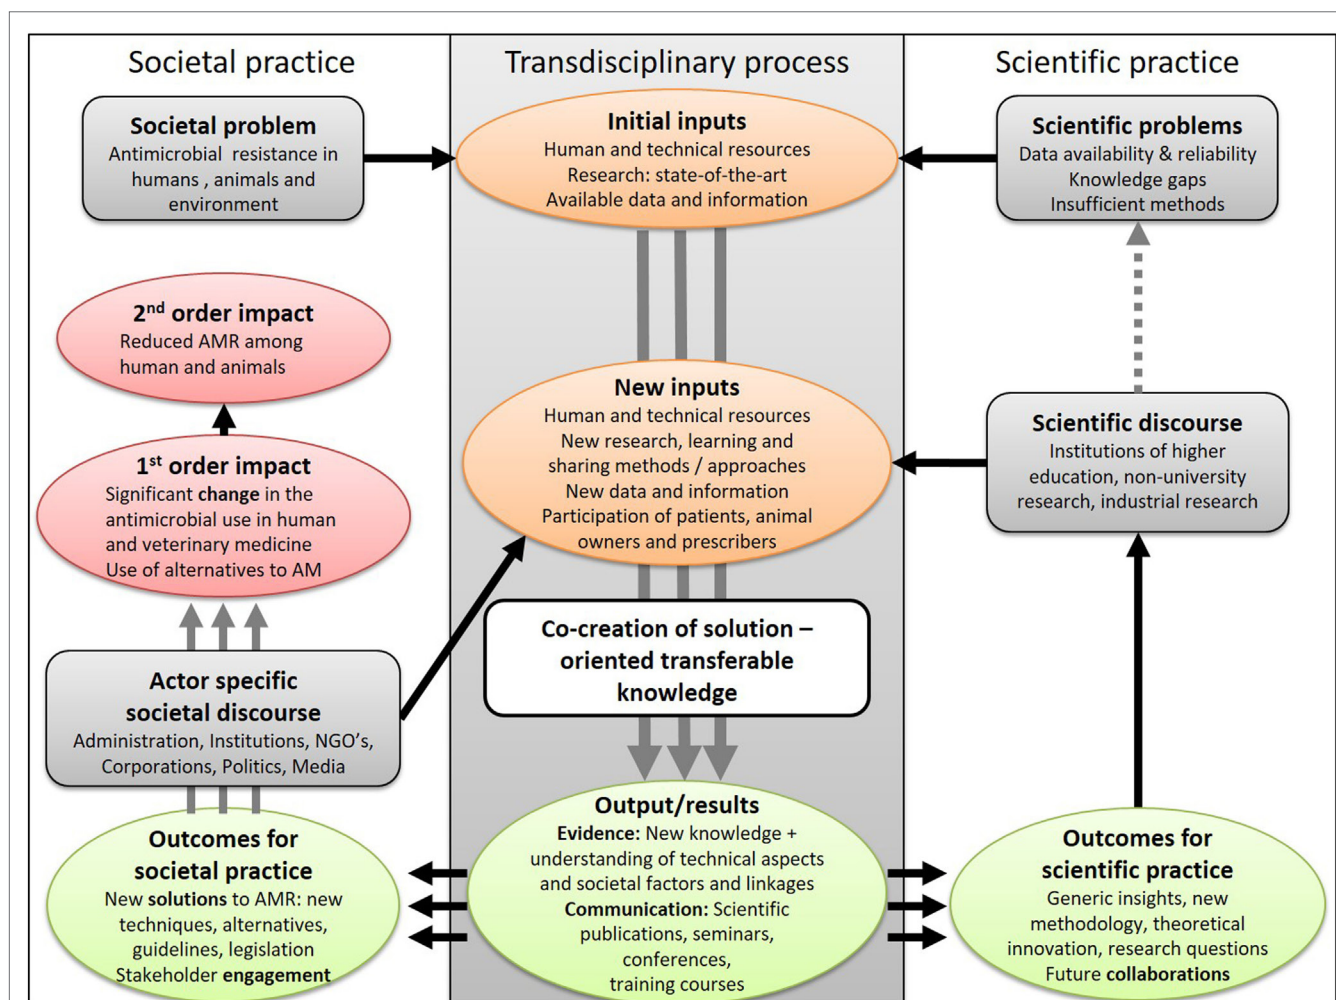 Societal practice
Transdisciplinary process
Scientific practice
Societal problem
Antimicrobial resistance in
humans , animals and
environment
Initial inputs
Human and technical resources
Research: state-of-the-art
Available data and information
Scientific problems
Data availability & reliability
Knowledge gaps
Insufficient methods
2nd order impact
Reduced AMR among
human and animals
1st order impact
Significant change in the
antimicrobial use in human
and veterinary medicine
Use of alternatives to AM
New inputs
Human and technical resources
New research, learning and
sharing methods / approaches
New data and information
Participation of patients, animal
owners and prescribers
Scientific discourse
Institutions of higher
education, non-university
research, industrial research
Co-creation of solution –
oriented transferable
knowledge
Actor specific
societal discourse
Administration, Institutions, NGO's,
Corporations, Politics, Media
Outcomes for
societal practice
New solutions to AMR: new
techniques, alternatives,
guidelines, legislation
Stakeholder engagement
Output/results
Evidence: New knowledge +
understanding of technical aspects
and societal factors and linkages
Communication: Scientific
publications, seminars,
conferences,
training courses
Outcomes for
scientific practice
Generic insights, new
methodology, theoretical
innovation, research questions
Future collaborations